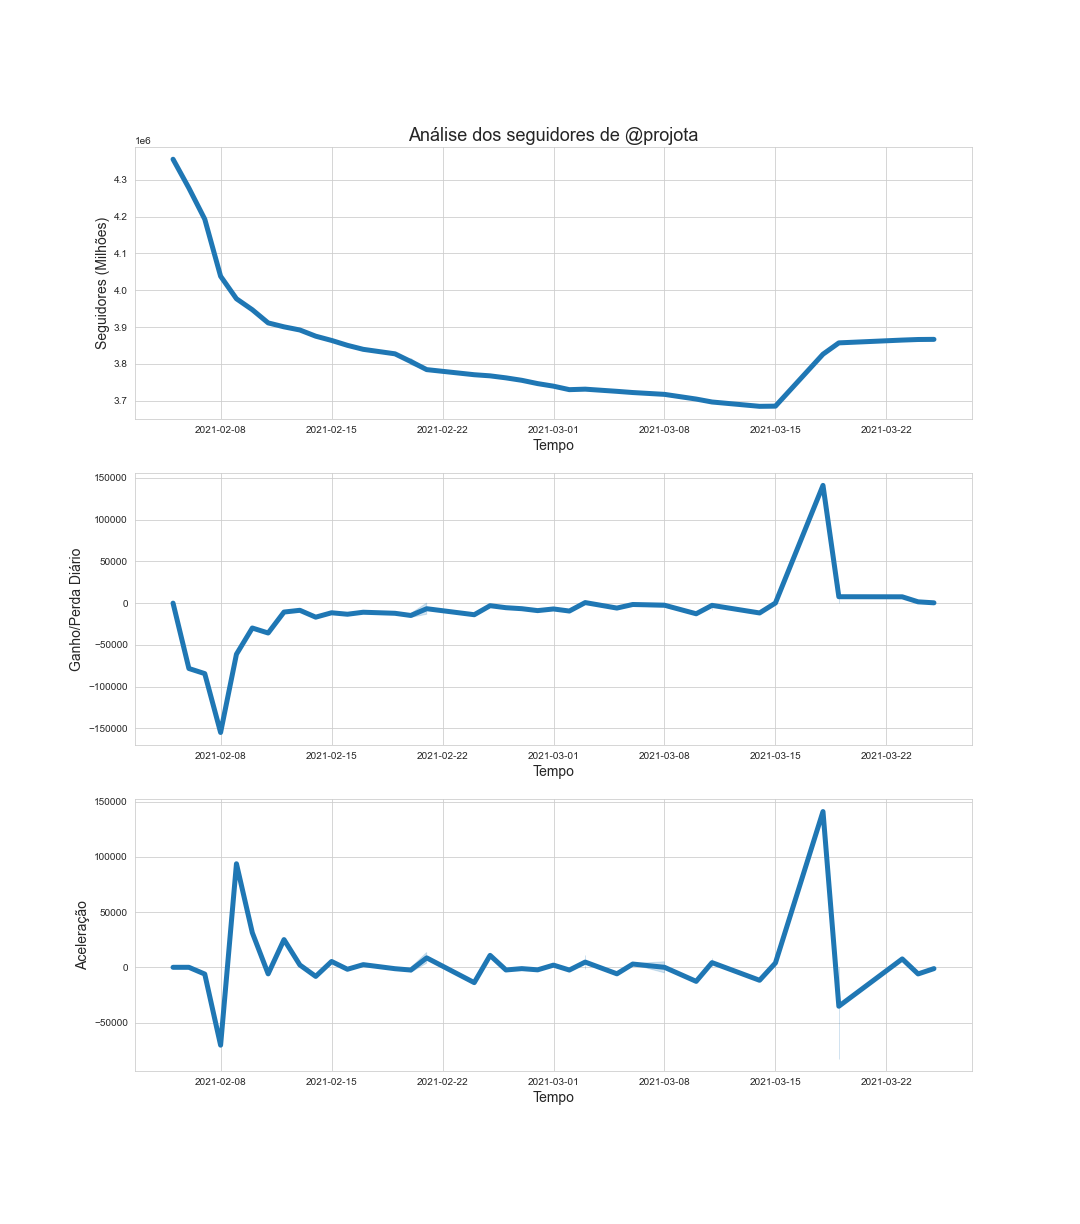 Análise dos seguidores de @projota
1e6
4.3
4.2
4.1
4.0
3.9
3.8
3.7
Seguidores (Milhões)
2021-02-08 2021-02-15 2021-02-22 2021-03-01 2021-03-08 2021-03-15 2021-03-22
Tempo
150000
100000
50000
0
−50000
−100000
−150000
Ganho/Perda Diário
2021-02-08 2021-02-15 2021-02-22 2021-03-01 2021-03-08 2021-03-15 2021-03-22
Tempo
150000
100000
50000
0
−50000
Aceleração
2021-02-08 2021-02-15 2021-02-22 2021-03-01 2021-03-08 2021-03-15 2021-03-22
Tempo